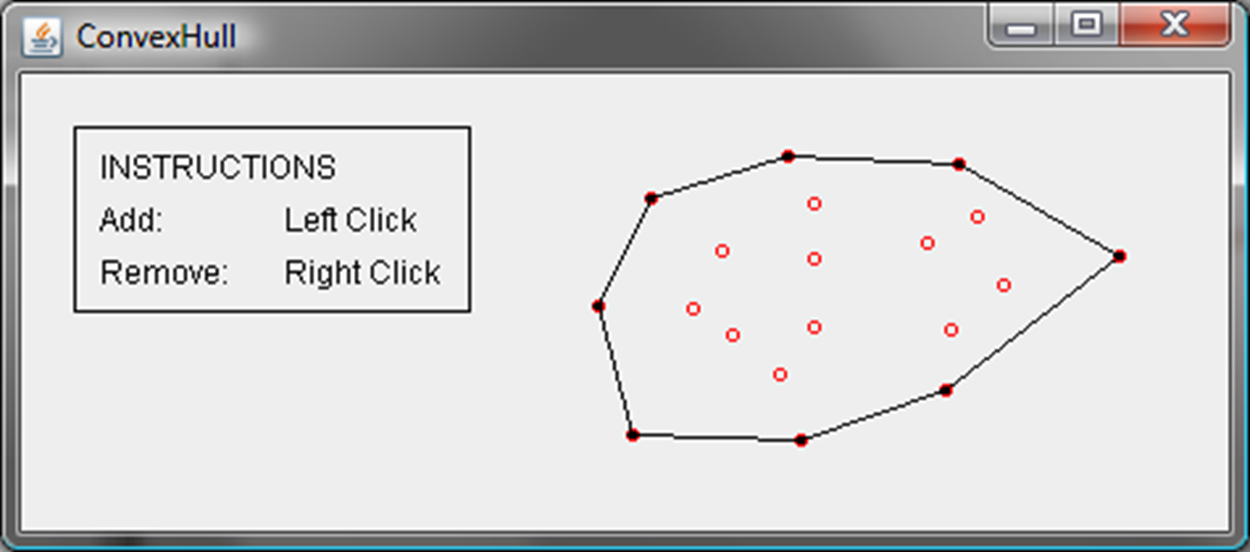 ConvexHull
INSTRUCTIONS
Add: Left Click
Remove: Right Click